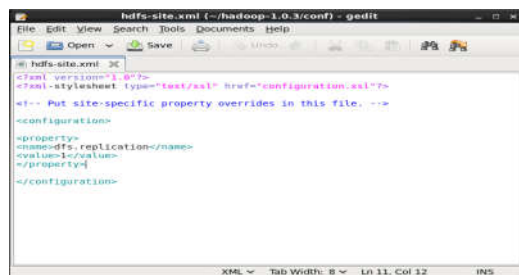 hdfs-site.xml (~/hadoop-1.0.3/conf) - gedit
File Edit View Search Tools Documents Help
Open Save Undo
hdfs-site.xml
<?xml version="1.0"?>
<?xml-stylesheet type="text/xsl" href="configuration.xsl"?>
<!-- Put site-specific property overrides in this file. -->
<configuration>
<property>
<name>dfs.replication</name>
<value>1</value>
</property>
</configuration>
XML Tab Width: 8 Ln 11, Col 12 INS